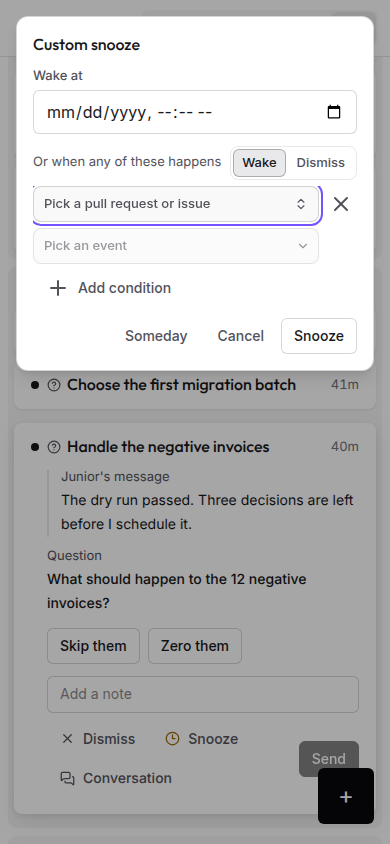 Custom snooze
Wake at
mm/dd/yyyy, --:-- --
Or when any of these happens
Wake
Dismiss
Pick a pull request or issue
Pick an event
Add condition
Someday
Cancel
Snooze
Choose the first migration batch
41m
Handle the negative invoices
40m
Junior's message
The dry run passed. Three decisions are left
before I schedule it.
Question
What should happen to the 12 negative
invoices?
Skip them
Zero them
Add a note
Dismiss
Snooze
Send
Conversation